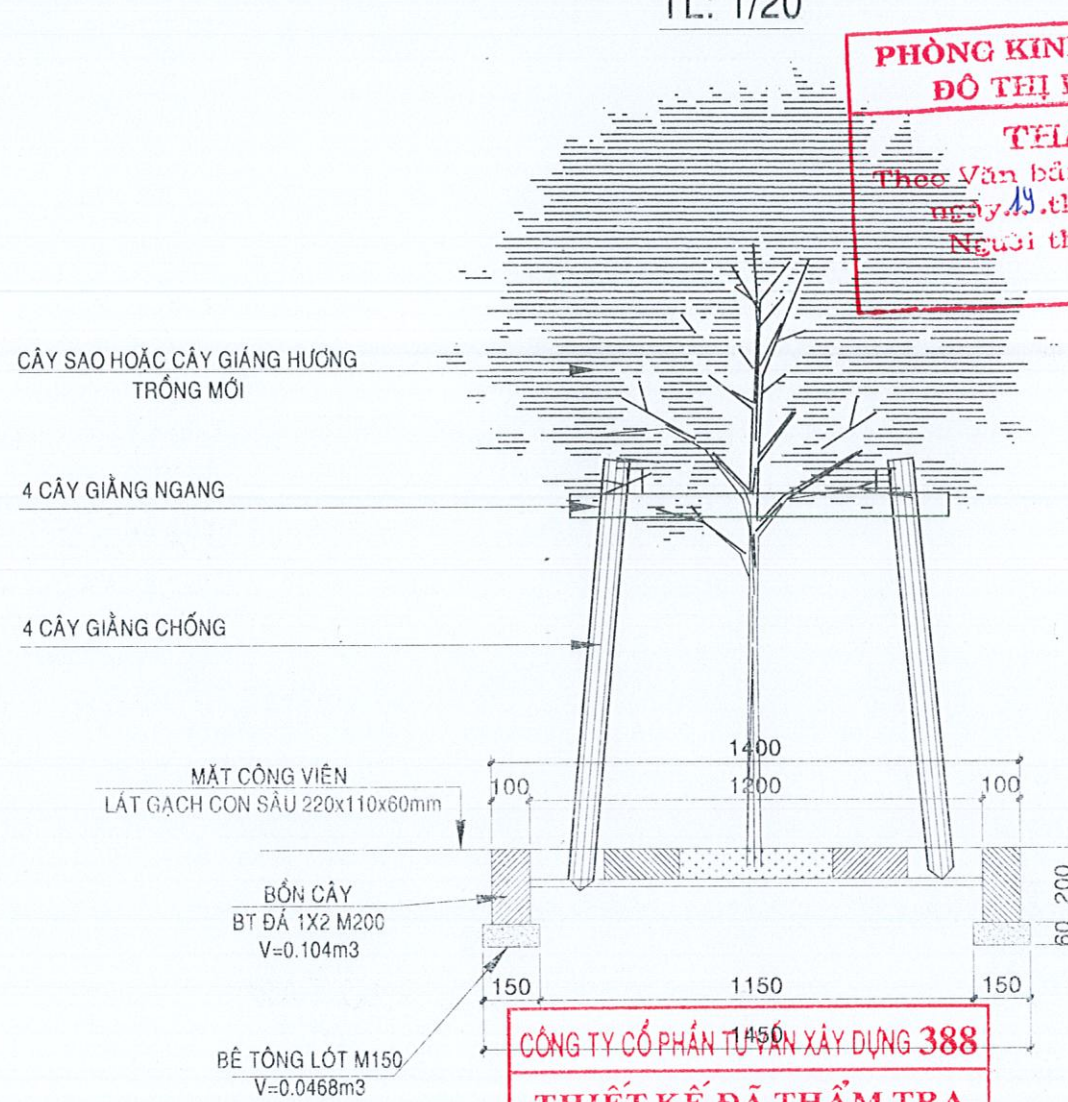 TL: 1/20
PHÒNG KIN
ĐÔ THỊ
Theo Văn
ngày 19 .t
Người th
CÂY SAO HOẶC CÂY GIÁNG HƯƠNG
TRỒNG MỚI
4 CÂY GIẰNG NGANG
4 CÂY GIẰNG CHỐNG
1400
MẶT CÔNG VIÊN
100 1200 100
LÁT GẠCH CON SÂU 220x110x60mm
BỒN CÂY
BT ĐÁ 1X2 M200
V=0.104m3
200
60
150 1150 150
1450
CÔNG TY CỔ PHẦN TƯ VẤN XÂY DỰNG 388
BÊ TÔNG LÓT M150
V=0.0468m3
THIẾT KẾ ĐÃ THẨM TRA